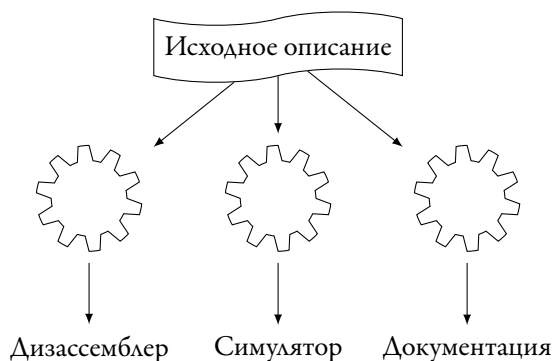 Исходное описание
Дизассемблер Симулятор Документация